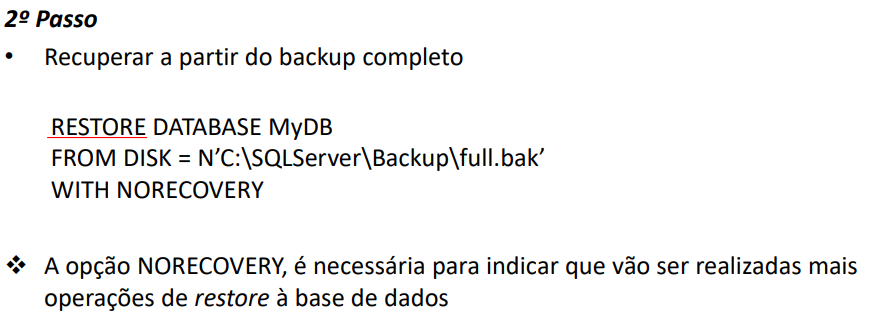 2º Passo
• Recuperar a partir do backup completo
RESTORE DATABASE MyDB
FROM DISK = N’C:\SQLServer\Backup\full.bak’
WITH NORECOVERY
❖ A opção NORECOVERY, é necessária para indicar que vão ser realizadas mais
operações de restore à base de dados